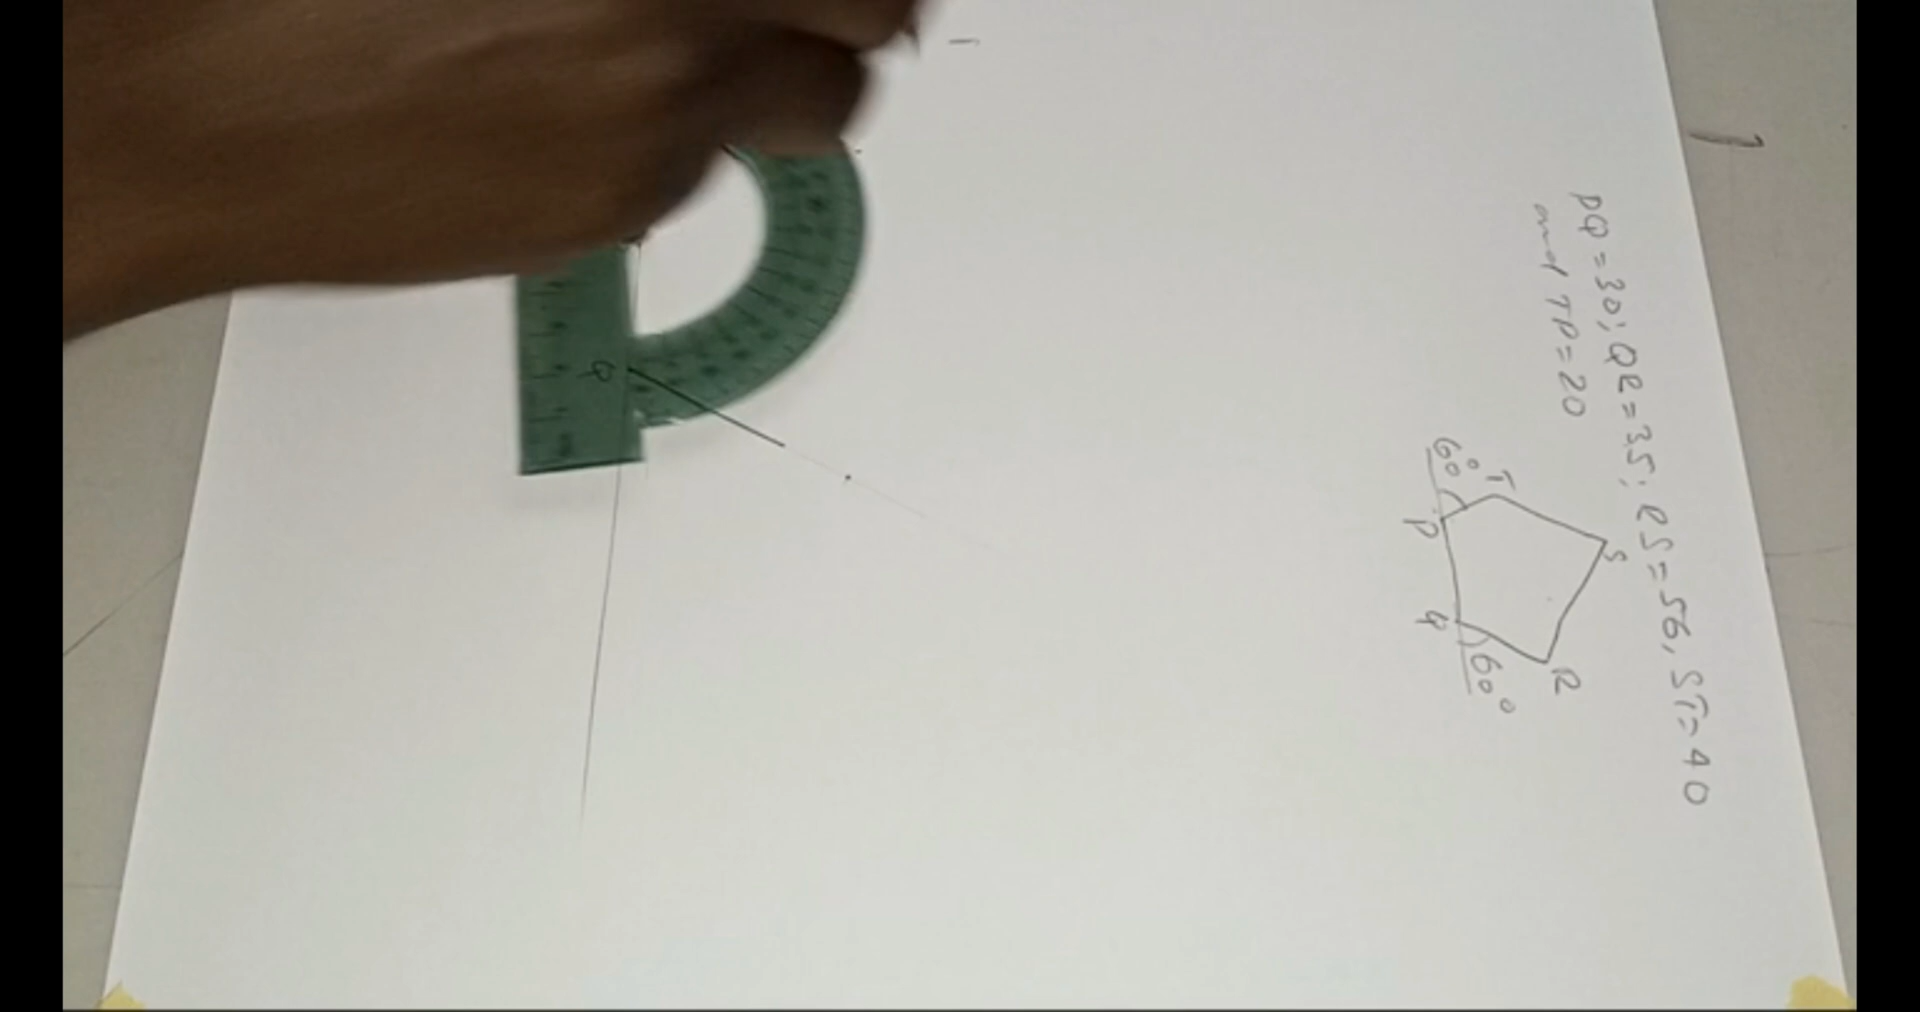 PQ = 30; QR = 35; RS = 56, ST = 40
and TP = 20
60° T
S
P
Q
R
60°
Q